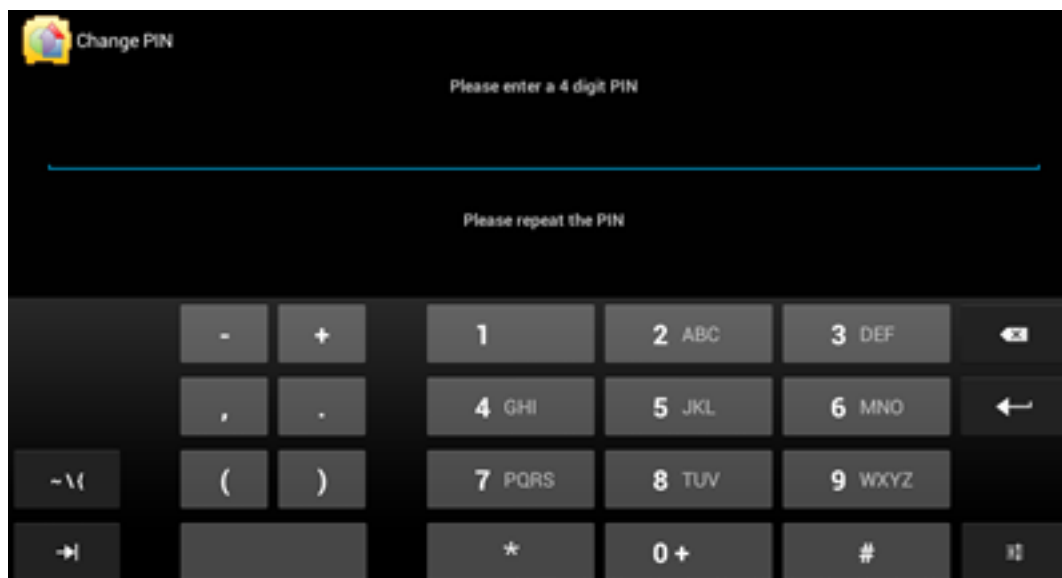 Change PIN
Please enter a 4 digit PIN
Please repeat the PIN
- + 1 2 ABC 3 DEF
, . 4 GHI 5 JKL 6 MNO
~\{ ( ) 7 PQRS 8 TUV 9 WXYZ
* 0 + #